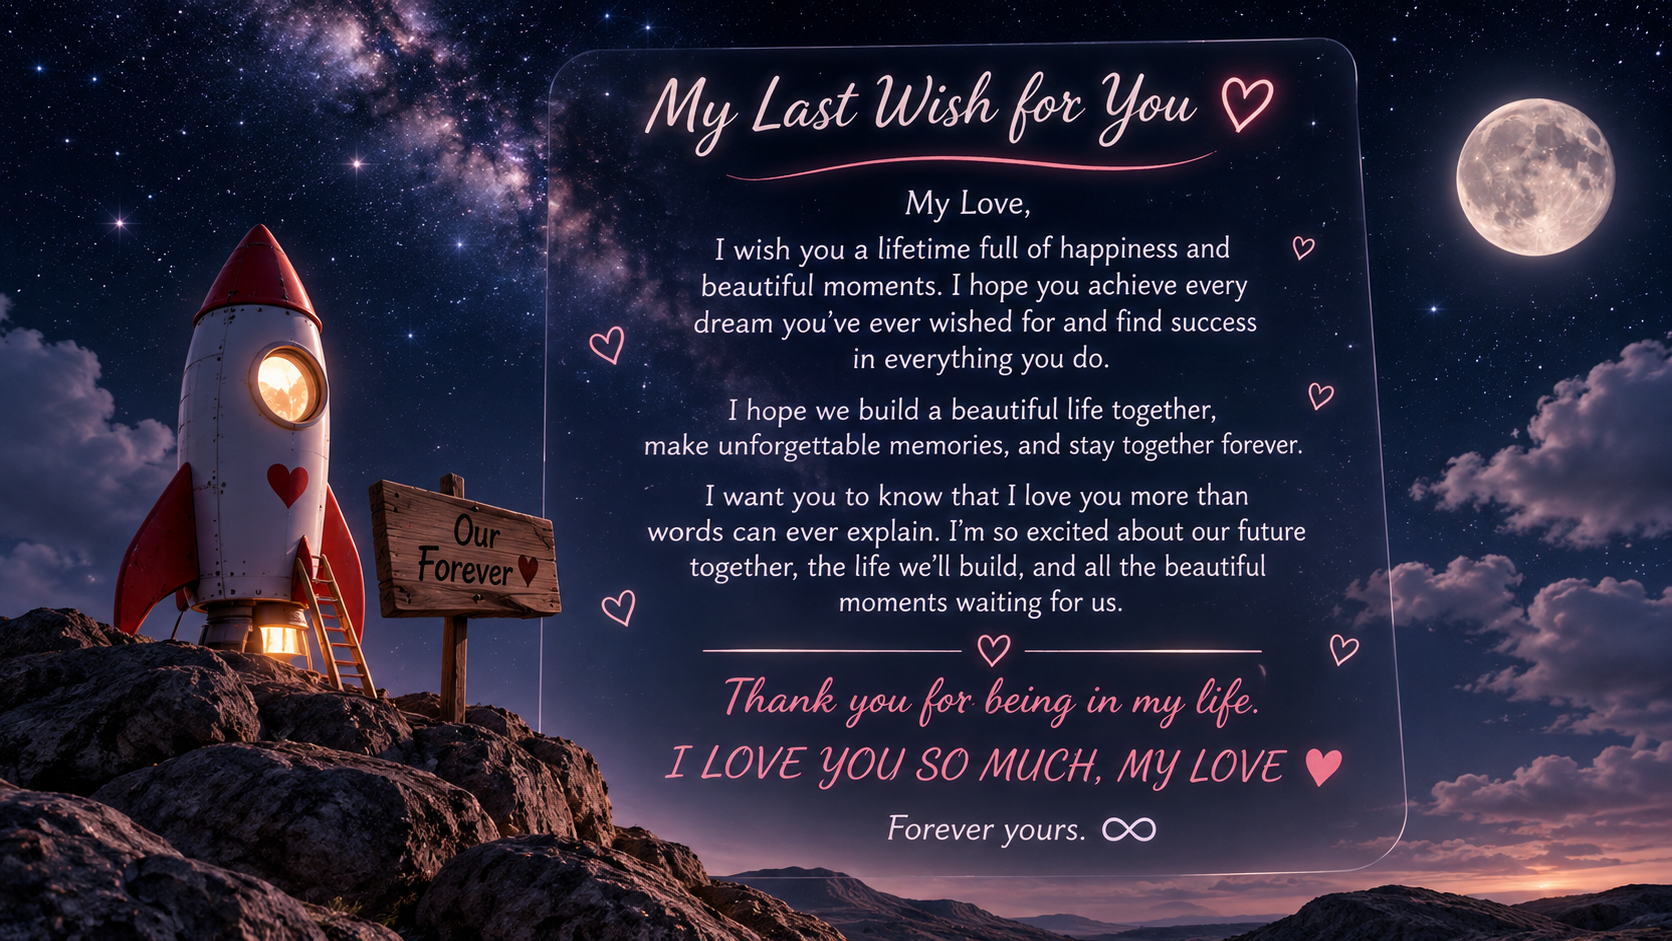 My Last Wish for You
My Love,
I wish you a lifetime full of happiness and
beautiful moments. I hope you achieve every
dream you've ever wished for and find success
in everything you do.
I hope we build a beautiful life together,
make unforgettable memories, and stay together forever.
I want you to know that I love you more than
words can ever explain. I'm so excited about our future
together, the life we'll build, and all the beautiful
moments waiting for us.
Thank you for being in my life.
I LOVE YOU SO MUCH, MY LOVE
Forever yours. ∞
Our
Forever